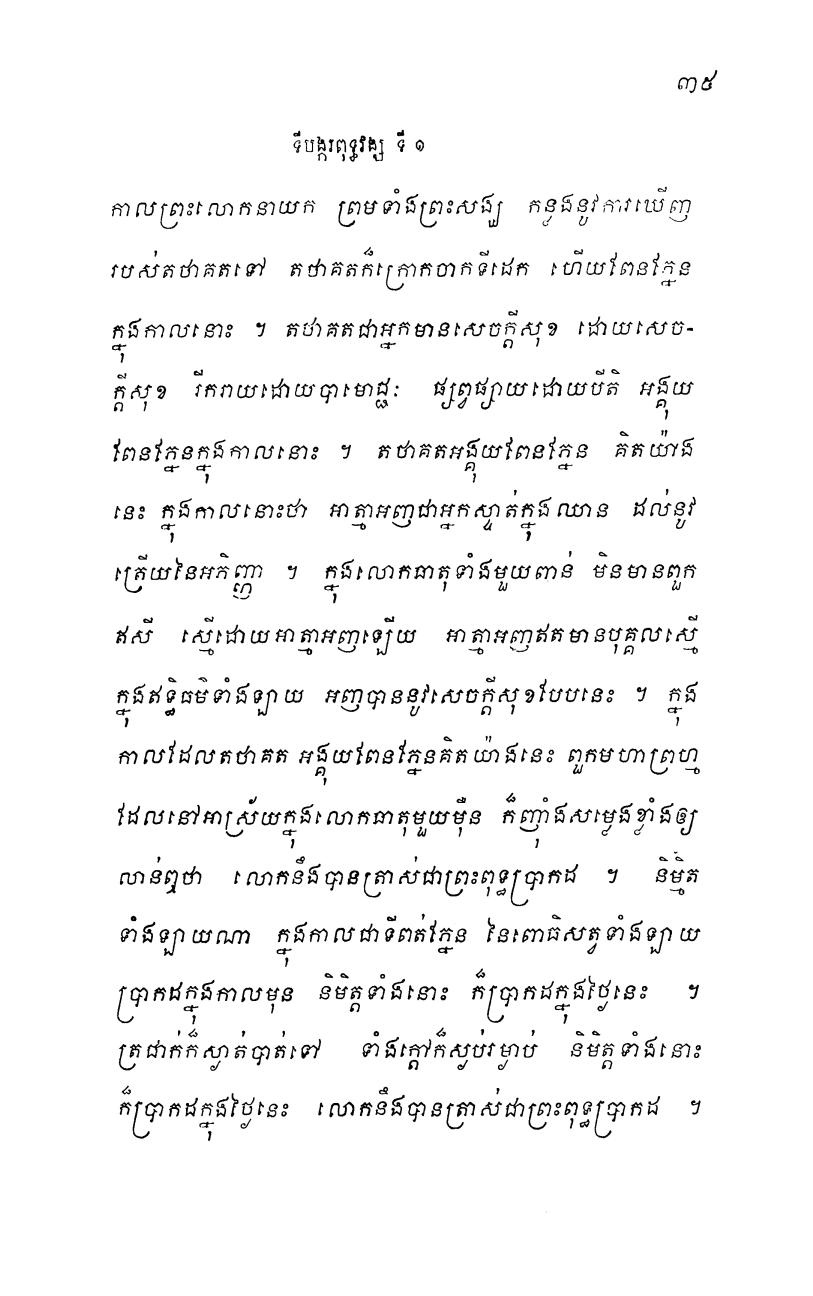 ៣៥
ទីបង្ករពុទ្ធវង្ស ទី ១
កាលព្រះលោកនាយក ព្រមទាំងព្រះសង្ឃ កន្លងនូវការឃើញ
របស់តថាគតទៅ តថាគតក៏ក្រោកចាកទីដេក ហើយពែនភ្នែន
ក្នុងកាលនោះ ។ តថាគតជាអ្នកមានសេចក្តីសុខ ដោយសេច-
ក្តីសុខ រីករាយដោយបាមោជ្ជៈ ផ្សព្វផ្សាយដោយបីតិ អង្គុយ
ពែនភ្នែនក្នុងកាលនោះ ។ តថាគតអង្គុយពែនភ្នែន គិតយ៉ាង
នេះ ក្នុងកាលនោះថា អាត្មាអញជាអ្នកស្ទាត់ក្នុងឈាន ដល់នូវ
ត្រើយនៃអភិញ្ញា ។ ក្នុងលោកធាតុទាំងមួយពាន់ មិនមានពួក
ឥសី ស្មើដោយអាត្មាអញឡើយ អាត្មាអញឥតមានបុគ្គលស្មើ
ក្នុងឥទ្ធិធម៌ទាំងឡាយ អញបាននូវសេចក្តីសុខបែបនេះ ។ ក្នុង
កាលដែលតថាគត អង្គុយពែនភ្នែនគិតយ៉ាងនេះ ពួកមហាព្រហ្ម
ដែលនៅអាស្រ័យក្នុងលោកធាតុមួយម៉ឺន ក៏ញ៉ាំងសម្លេងខ្លាំងឲ្យ
លាន់ឮថា លោកនឹងបានត្រាស់ជាព្រះពុទ្ធប្រាកដ ។ និម្មិត
ទាំងឡាយណា ក្នុងកាលជាទីពត់ភ្នែន នៃពោធិសត្វទាំងឡាយ
ប្រាកដក្នុងកាលមុន និមិត្តទាំងនោះ ក៏ប្រាកដក្នុងថ្ងៃនេះ ។
ត្រជាក់ក៏ស្ងាត់បាត់ទៅ ទាំងក្តៅក៏ស្ងប់រម្ងាប់ និមិត្តទាំងនោះ
ក៏ប្រាកដក្នុងថ្ងៃនេះ លោកនឹងបានត្រាស់ជាព្រះពុទ្ធប្រាកដ ។